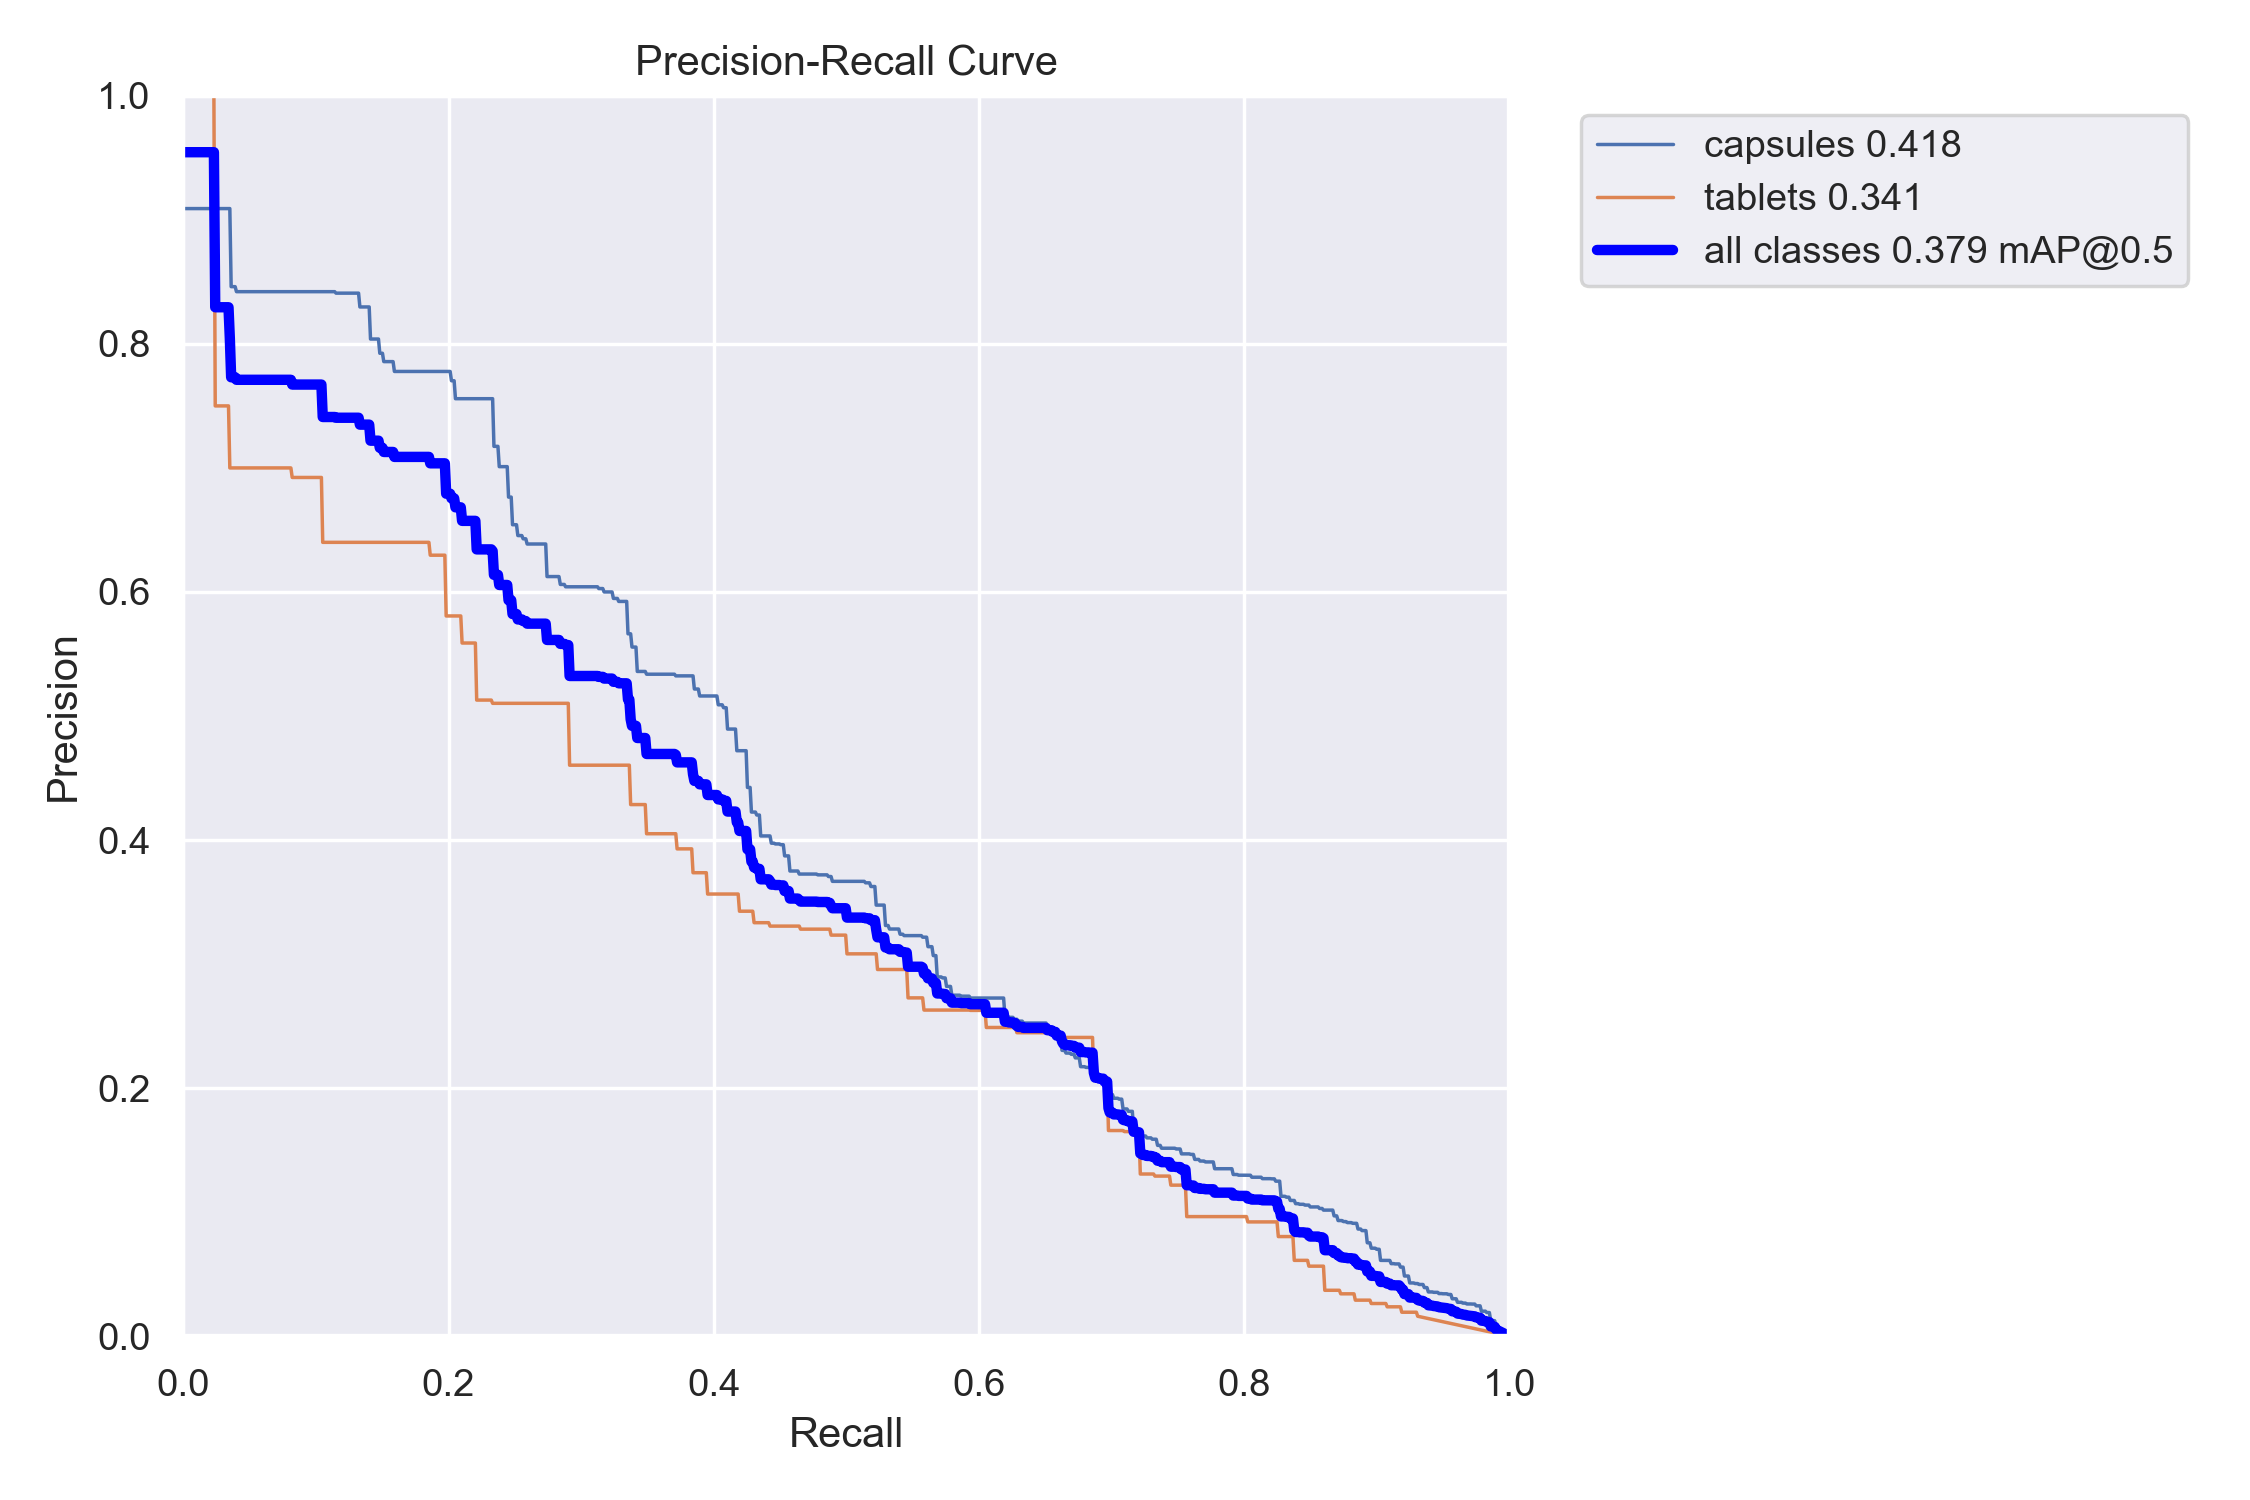 Precision-Recall Curve
1.0
0.8
0.6
0.4
0.2
0.0
Precision
0.0 0.2 0.4 0.6 0.8 1.0
Recall
capsules 0.418
tablets 0.341
all classes 0.379 mAP@0.5